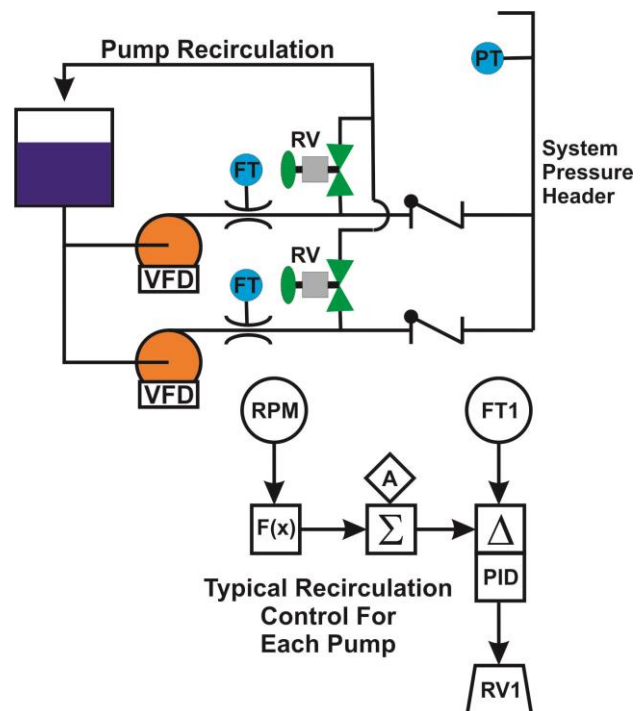 Pump Recirculation
PT
RV
FT
System
Pressure
Header
VFD
RV
FT
VFD
RPM
FT1
A
F(x)
Σ
Δ
PID
Typical Recirculation
Control For
Each Pump
RV1